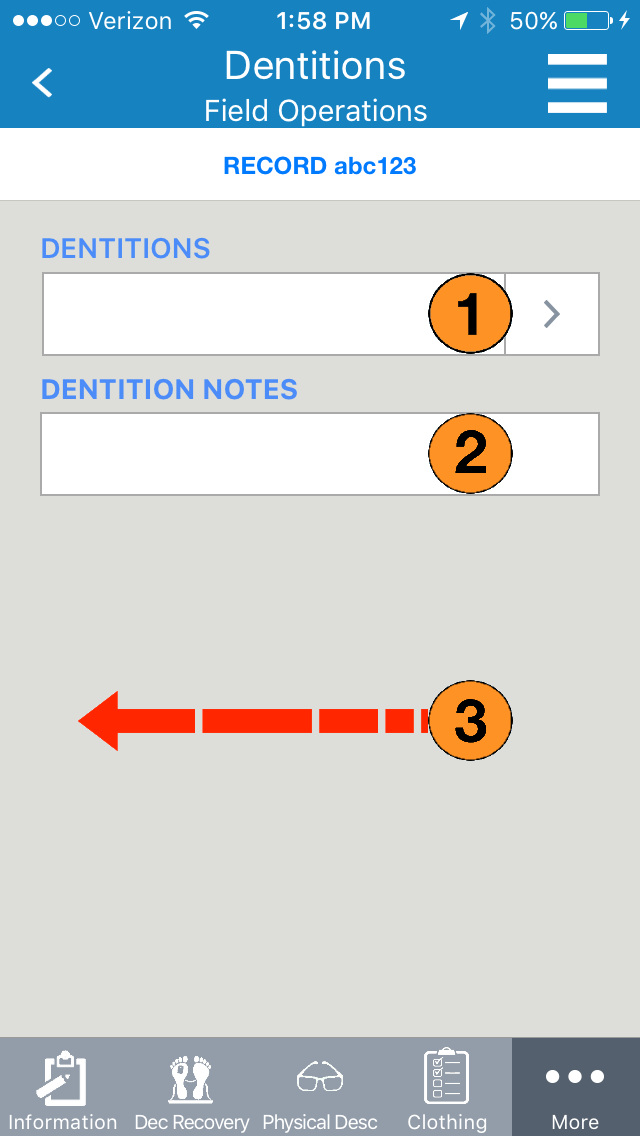 Verizon 1:58 PM 50%
Dentitions
Field Operations
RECORD abc123
DENTITIONS
1
DENTITION NOTES
2
3
Information Dec Recovery Physical Desc Clothing More